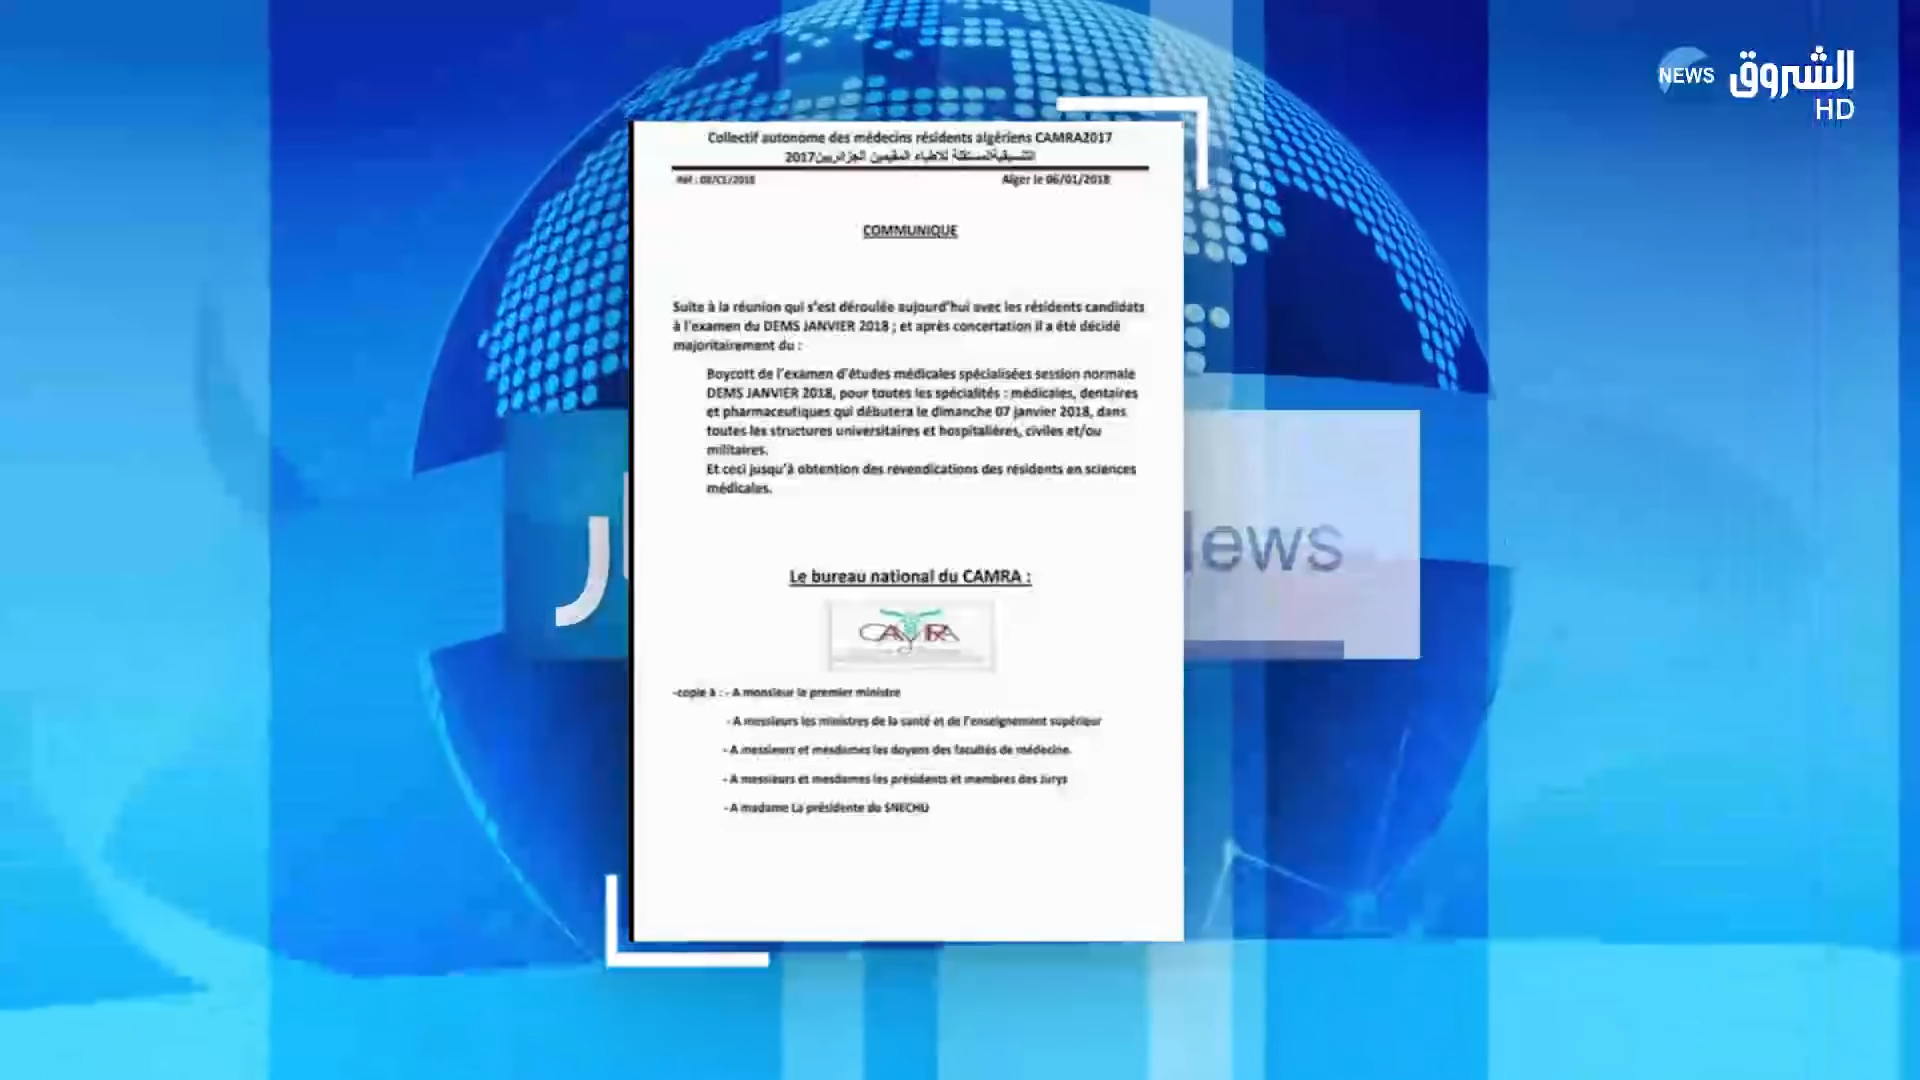 NEWS الشروق
HD
Collectif autonome des médecins résidents algériens CAMRA2017
التنسيقيةالمستقلة للاطباء المقيمين الجزائريين2017
Alger le 06/01/2018
COMMUNIQUE
Suite à la réunion qui s'est déroulée aujourd'hui avec les résidents candidats
à l'examen du DEMS JANVIER 2018 ; et après concertation il a été décidé
majoritairement du :
Boycott de l'examen d'études médicales spécialisées session normale
DEMS JANVIER 2018, pour toutes les spécialités : médicales, dentaires
et pharmaceutiques qui débutera le dimanche 07 janvier 2018, dans
toutes les structures universitaires et hospitalières, civiles et/ou
militaires.
Et ceci jusqu'à obtention des revendications des résidents en sciences
médicales.
ews
Le bureau national du CAMRA :
CAMRA
-copie à : - A monsieur le premier ministre
- A messieurs les ministres de la santé et de l'enseignement supérieur
- A messieurs et mesdames les doyens des facultés de médecine.
- A messieurs et mesdames les présidents et membres des Jurys
- A madame La présidente du SNECHU